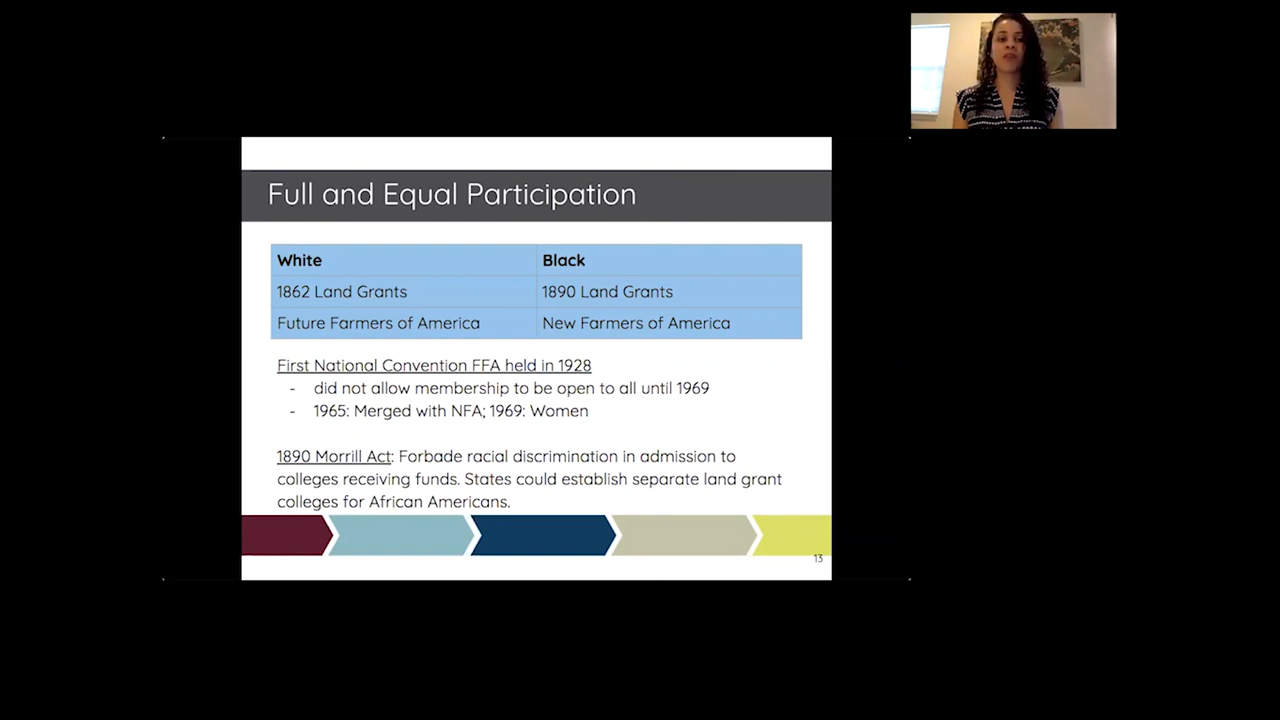 Full and Equal Participation
White Black
1862 Land Grants 1890 Land Grants
Future Farmers of America New Farmers of America
First National Convention FFA held in 1928
- did not allow membership to be open to all until 1969
- 1965: Merged with NFA; 1969: Women
1890 Morrill Act: Forbade racial discrimination in admission to
colleges receiving funds. States could establish separate land grant
colleges for African Americans.
13